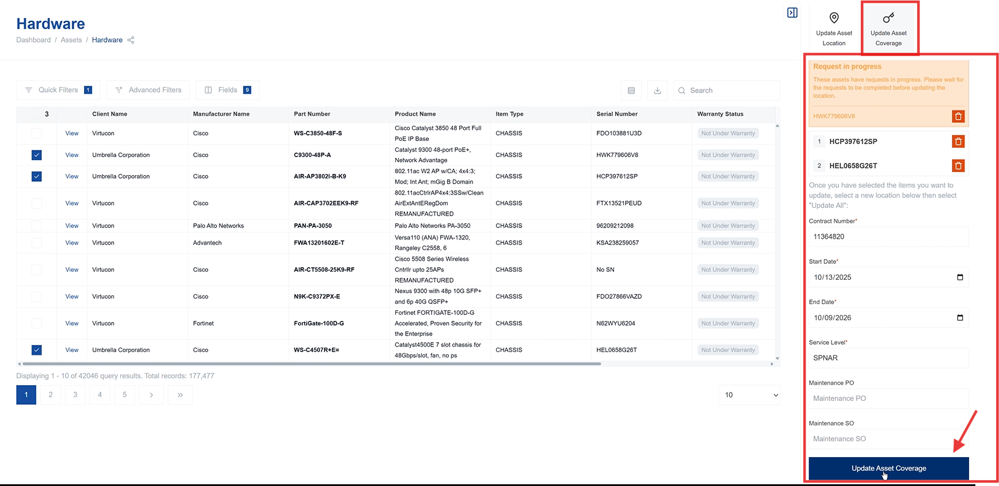 Hardware
Dashboard / Assets / Hardware
Update Asset
Location
Update Asset
Coverage
Quick Filters 1
Advanced Filters
Fields 9
Search
3 Client Name Manufacturer Name Part Number Product Name Item Type Serial Number Warranty Status
View Virtucon Cisco WS-C3850-48F-S Cisco Catalyst 3850 48 Port Full CHASSIS FDO103881U3D Not Under Warranty
PoE IP Base
View Umbrella Corporation Cisco C9300-48P-A Catalyst 9300 48-port PoE+, CHASSIS HWK779606V8 Not Under Warranty
Network Advantage
View Umbrella Corporation Cisco AIR-AP3802I-B-K9 802.11ac W2 AP w/CA; 4x4:3; CHASSIS HCP397612SP Not Under Warranty
Mod; Int Ant; mGig B Domain
802.11acCtrlrAP4x4:3SSw/Clean
View Virtucon Cisco AIR-CAP3702EEK9-RF AirExtAntERegDom CHASSIS FTX13521PEUD Not Under Warranty
REMANUFACTURED
View Virtucon Palo Alto Networks PAN-PA-3050 Palo Alto Networks PA-3050 CHASSIS 96209212098 Not Under Warranty
View Virtucon Advantech FWA13201602E-T Versa110 (ANA) FWA-1320, CHASSIS KSA238259057 Not Under Warranty
Rangeley C2558, 6
Cisco 5508 Series Wireless
View Virtucon Cisco AIR-CT5508-25K9-RF Cntrllr upto 25APs CHASSIS No SN Not Under Warranty
REMANUFACTURED
View Virtucon Cisco N9K-C9372PX-E Nexus 9300 with 48p 10G SFP+ CHASSIS FDO27866VAZD Not Under Warranty
and 6p 40G QSFP+
Fortinet FORTIGATE-100D-G
View Virtucon Fortinet FortiGate-100D-G Accelerated, Proven Security for CHASSIS N62WYU6204 Not Under Warranty
the Enterprise
View Umbrella Corporation Cisco WS-C4507R+E= Catalyst4500E 7 slot chassis for CHASSIS HEL0658G26T Not Under Warranty
48Gbps/slot, fan, no ps
Displaying 1 - 10 of 42046 query results. Total records: 177,477
1 2 3 4 5 › »
10
Request in progress
These assets have requests in progress. Please wait for
the requests to be completed before updating the
location.
HWK779606V8
1 HCP397612SP
2 HEL0658G26T
Once you have selected the items you want to
update, select a new location below then select
"Update All":
Contract Number*
11364820
Start Date*
10/13/2025
End Date*
10/09/2026
Service Level*
SPNAR
Maintenance PO
Maintenance PO
Maintenance SO
Maintenance SO
Update Asset Coverage